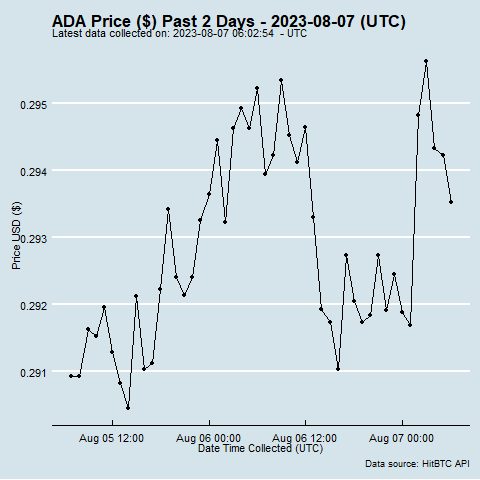 ADA Price ($) Past 2 Days - 2023-08-07 (UTC)
Latest data collected on: 2023-08-07 06:02:54 - UTC
0.295
0.294
0.293
0.292
0.291
Price USD ($)
Aug 05 12:00
Aug 06 00:00
Aug 06 12:00
Aug 07 00:00
Date Time Collected (UTC)
Data source: HitBTC API